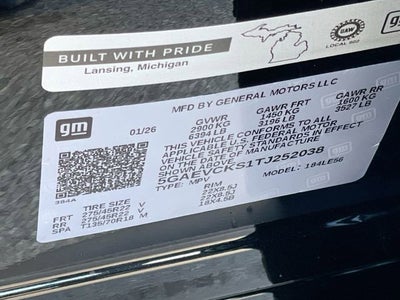 BUILT WITH PRIDE
Lansing, Michigan
UAW
LOCAL 602
gm
MFD BY GENERAL MOTORS LLC
01/26
GVWR GAWR FRT GAWR RR
2900 KG 1450 KG 1600 KG
6394 LB 3196 LB 3527 LB
THIS VEHICLE CONFORMS TO ALL
APPLICABLE U.S. FEDERAL MOTOR
VEHICLE SAFETY STANDARDS IN EFFECT
ON THE DATE OF MANUFACTURE
SHOWN ABOVE
5GAEVCKS1TJ252038
TYPE: MPV MODEL: 184LE56
384A
TIRE SIZE RIM
FRT 275/45R22 V 22X8.5J
RR 275/45R22 V 22X8.5J
SPA T135/70R18 M 18X4.5B